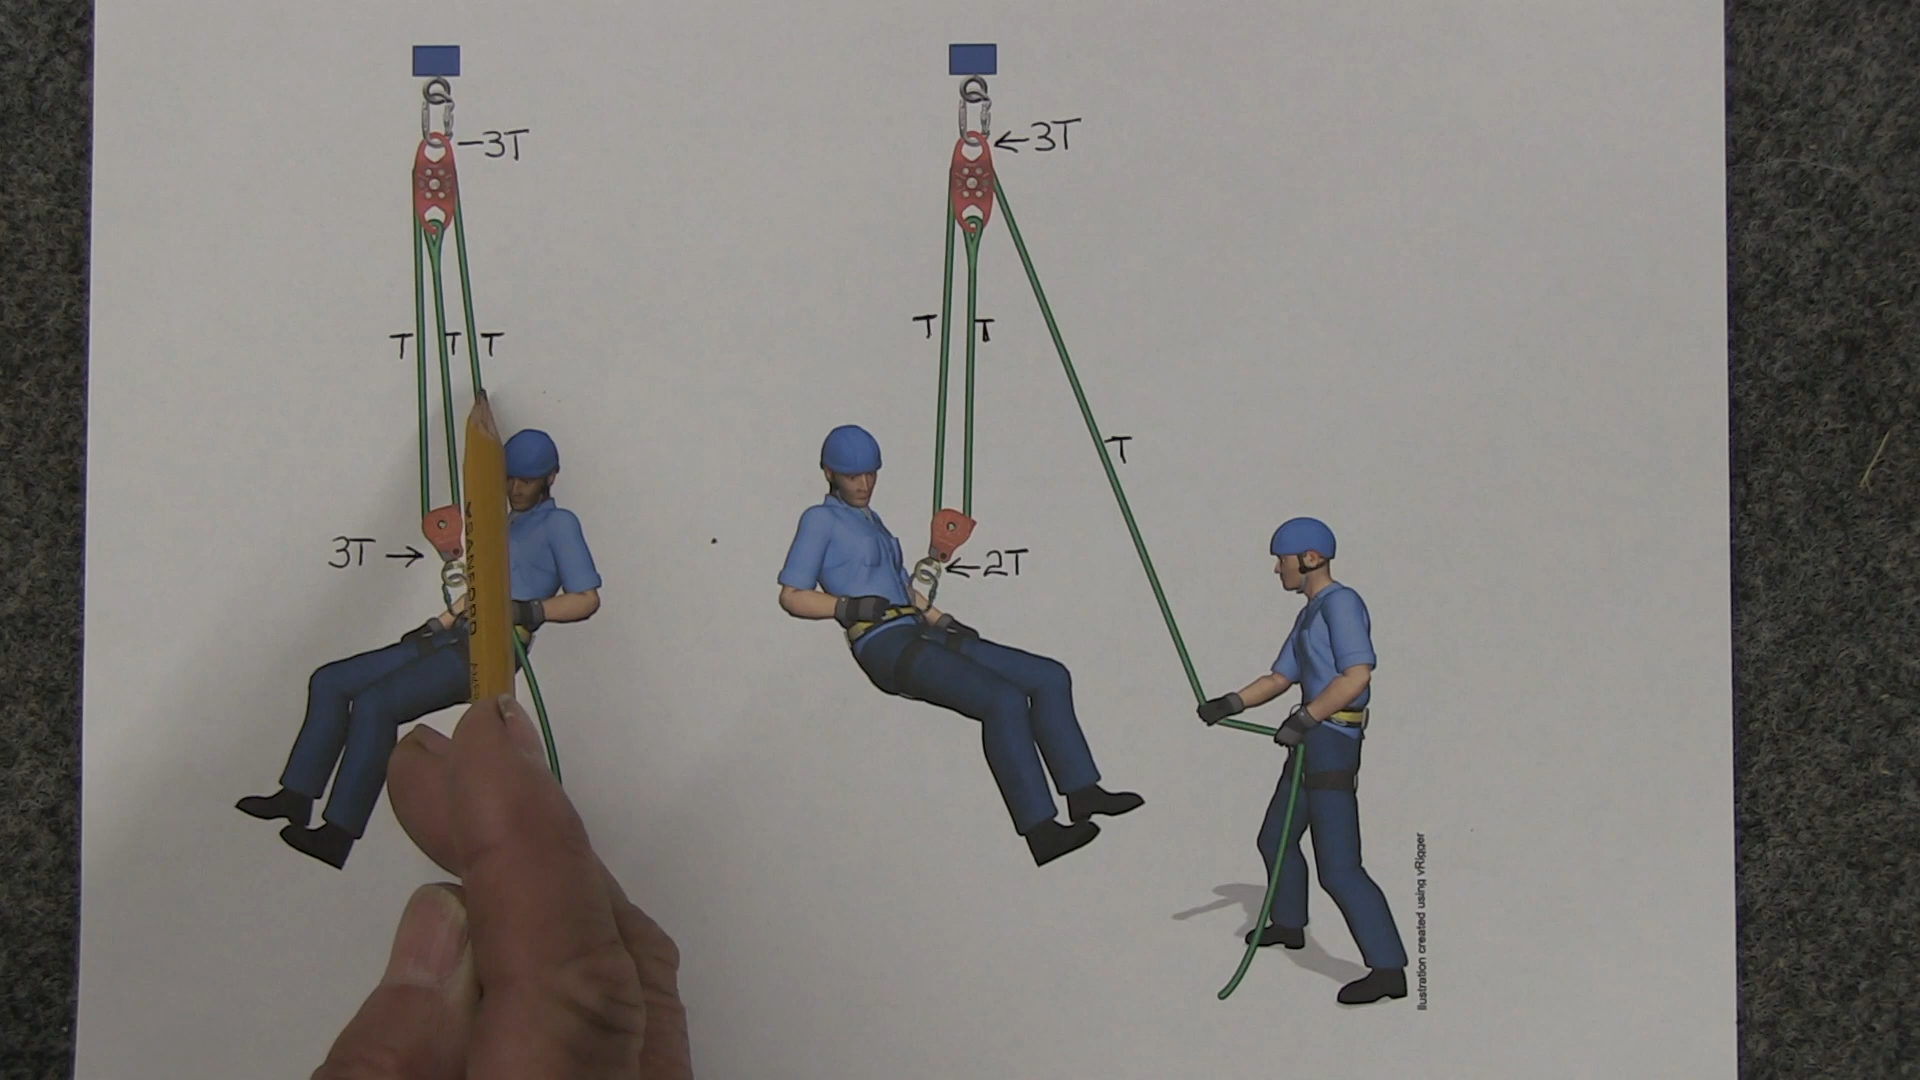 -3T
←3T
T T T
T T
T
3T→
←2T
Illustration created using vRigger